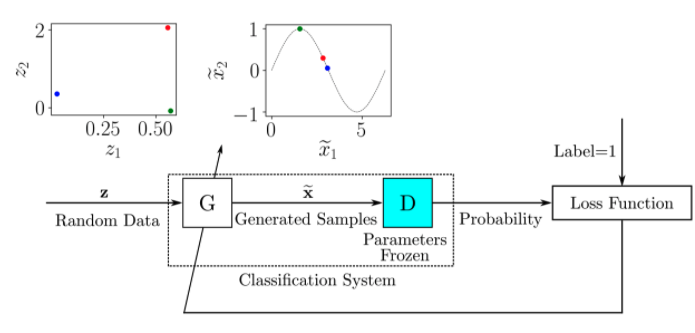 2
0
z₂
0.25 0.50
z₁
1
0
−1
x̃₂
0 5
x̃₁
Label=1
z
Random Data
G
x̃
Generated Samples
D
Parameters
Frozen
Probability
Loss Function
Classification System